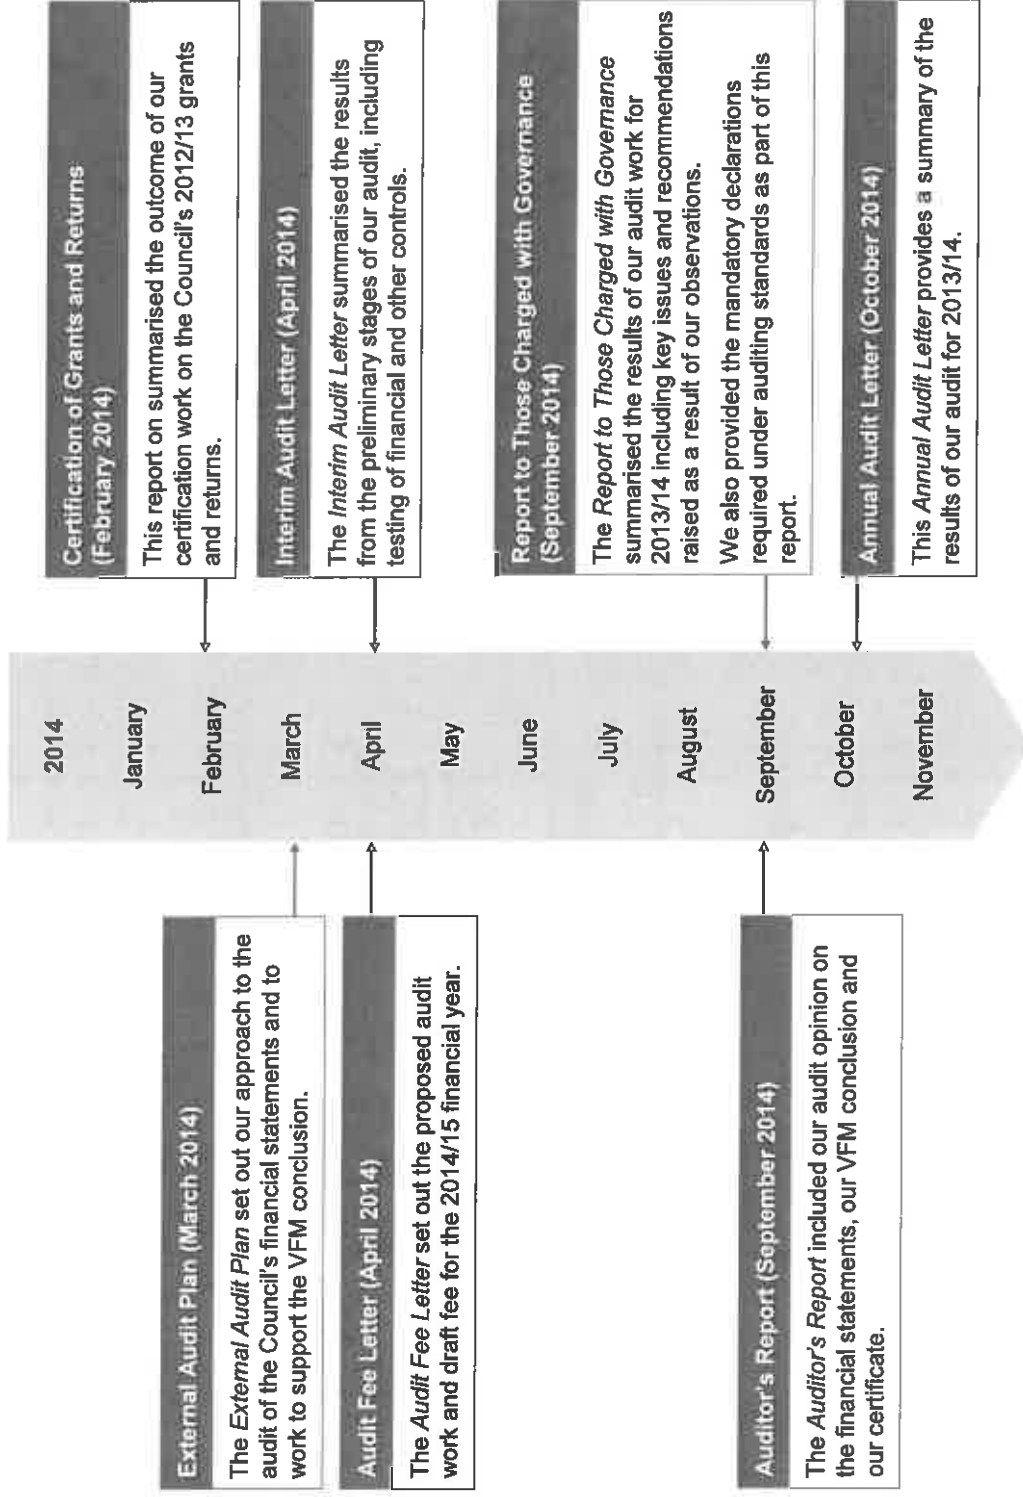 External Audit Plan (March 2014)
The External Audit Plan set out our approach to the
audit of the Council's financial statements and to
work to support the VFM conclusion.
Audit Fee Letter (April 2014)
The Audit Fee Letter set out the proposed audit
work and draft fee for the 2014/15 financial year.
Auditor's Report (September 2014)
The Auditor's Report included our audit opinion on
the financial statements, our VFM conclusion and
our certificate.
2014
January
February
March
April
May
June
July
August
September
October
November
Certification of Grants and Returns
(February 2014)
This report on summarised the outcome of our
certification work on the Council's 2012/13 grants
and returns.
Interim Audit Letter (April 2014)
The Interim Audit Letter summarised the results
from the preliminary stages of our audit, including
testing of financial and other controls.
Report to Those Charged with Governance
(September 2014)
The Report to Those Charged with Governance
summarised the results of our audit work for
2013/14 including key issues and recommendations
raised as a result of our observations.
We also provided the mandatory declarations
required under auditing standards as part of this
report.
Annual Audit Letter (October 2014)
This Annual Audit Letter provides a summary of the
results of our audit for 2013/14.